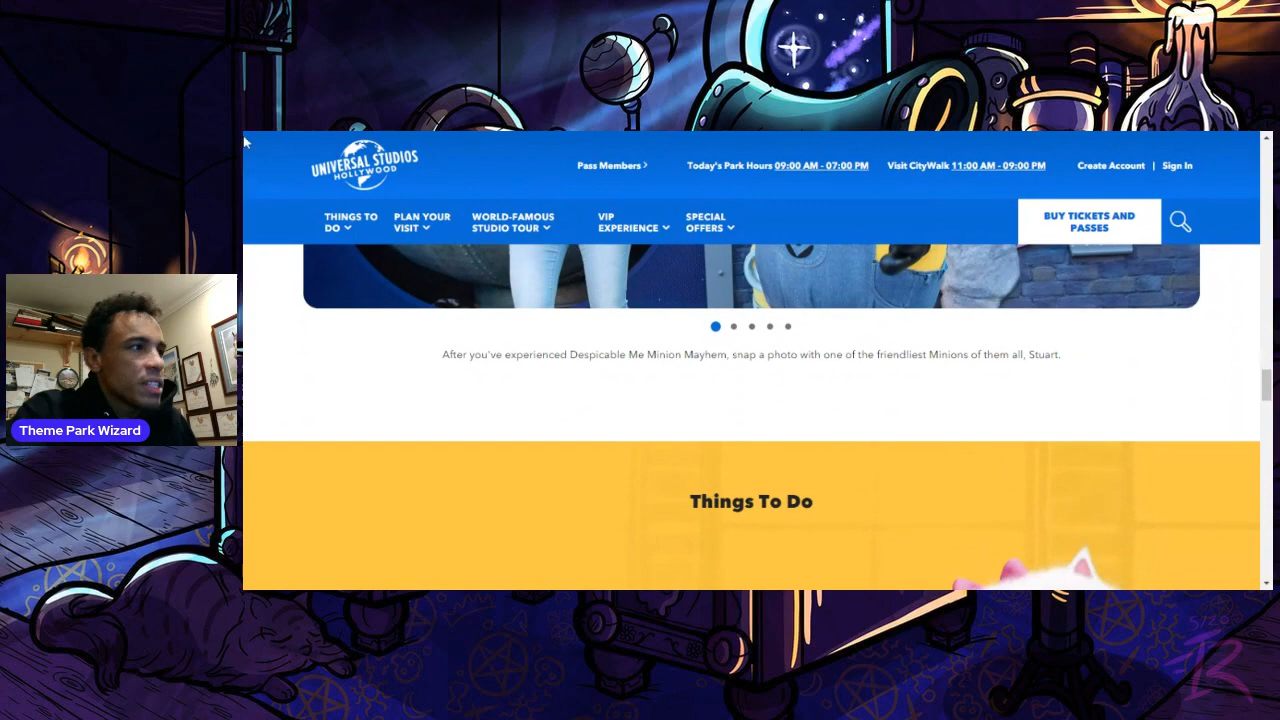 UNIVERSAL STUDIOS
HOLLYWOOD
Pass Members
Today's Park Hours 09:00 AM - 07:00 PM
Visit CityWalk 11:00 AM - 09:00 PM
Create Account | Sign In
THINGS TO
DO
PLAN YOUR
VISIT
WORLD-FAMOUS
STUDIO TOUR
VIP
EXPERIENCE
SPECIAL
OFFERS
BUY TICKETS AND
PASSES
After you've experienced Despicable Me Minion Mayhem, snap a photo with one of the friendliest Minions of them all, Stuart.
Theme Park Wizard
Things To Do
5/20